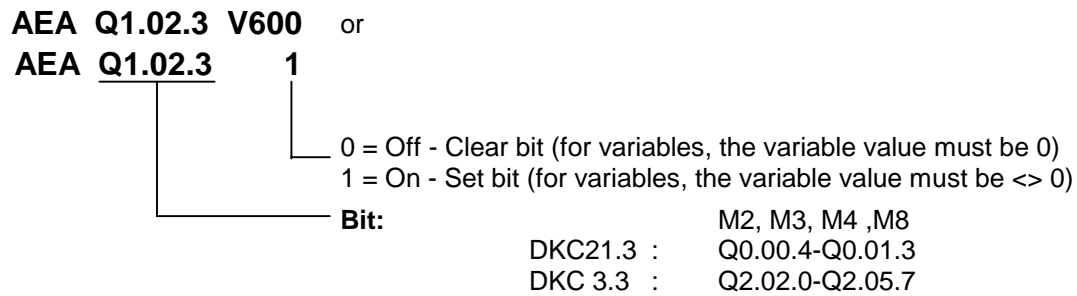 AEA Q1.02.3 V600 or
AEA Q1.02.3 1
0 = Off - Clear bit (for variables, the variable value must be 0)
1 = On - Set bit (for variables, the variable value must be <> 0)
Bit: M2, M3, M4 ,M8
DKC21.3 : Q0.00.4-Q0.01.3
DKC 3.3 : Q2.02.0-Q2.05.7